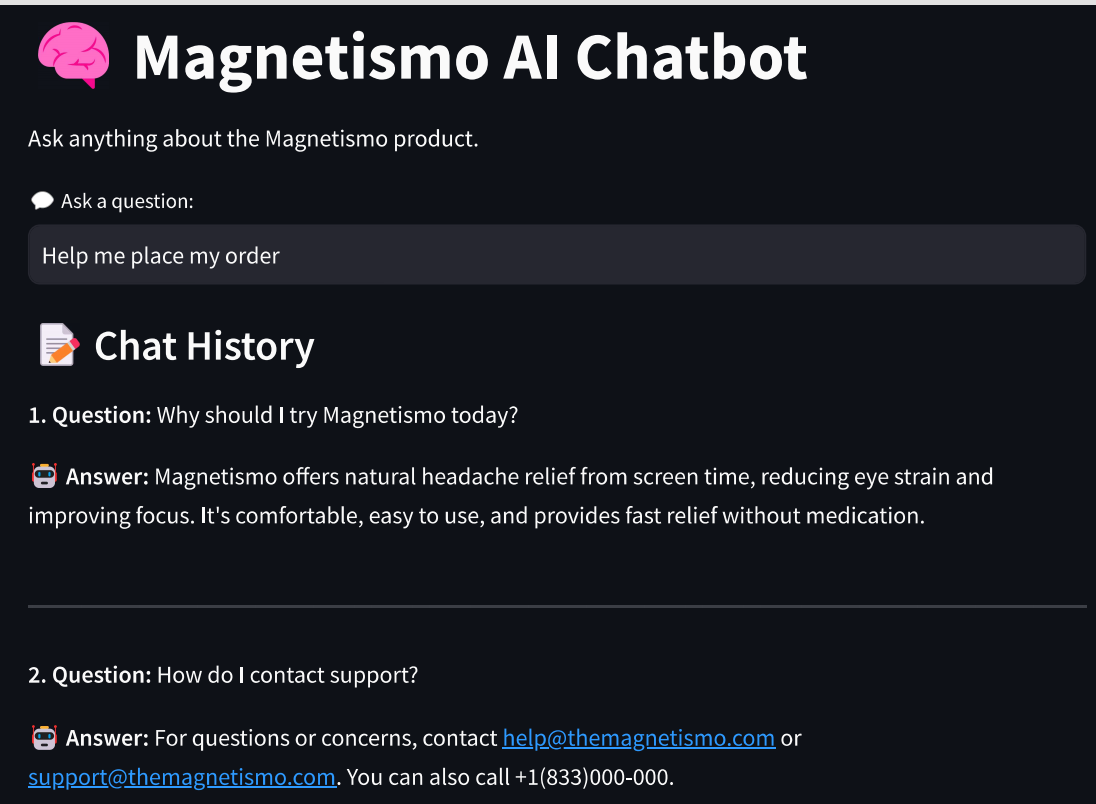 Magnetismo AI Chatbot
Ask anything about the Magnetismo product.
Ask a question:
Help me place my order
Chat History
1. Question: Why should I try Magnetismo today?
Answer: Magnetismo offers natural headache relief from screen time, reducing eye strain and
improving focus. It's comfortable, easy to use, and provides fast relief without medication.
2. Question: How do I contact support?
Answer: For questions or concerns, contact help@themagnetismo.com or
support@themagnetismo.com. You can also call +1(833)000-000.